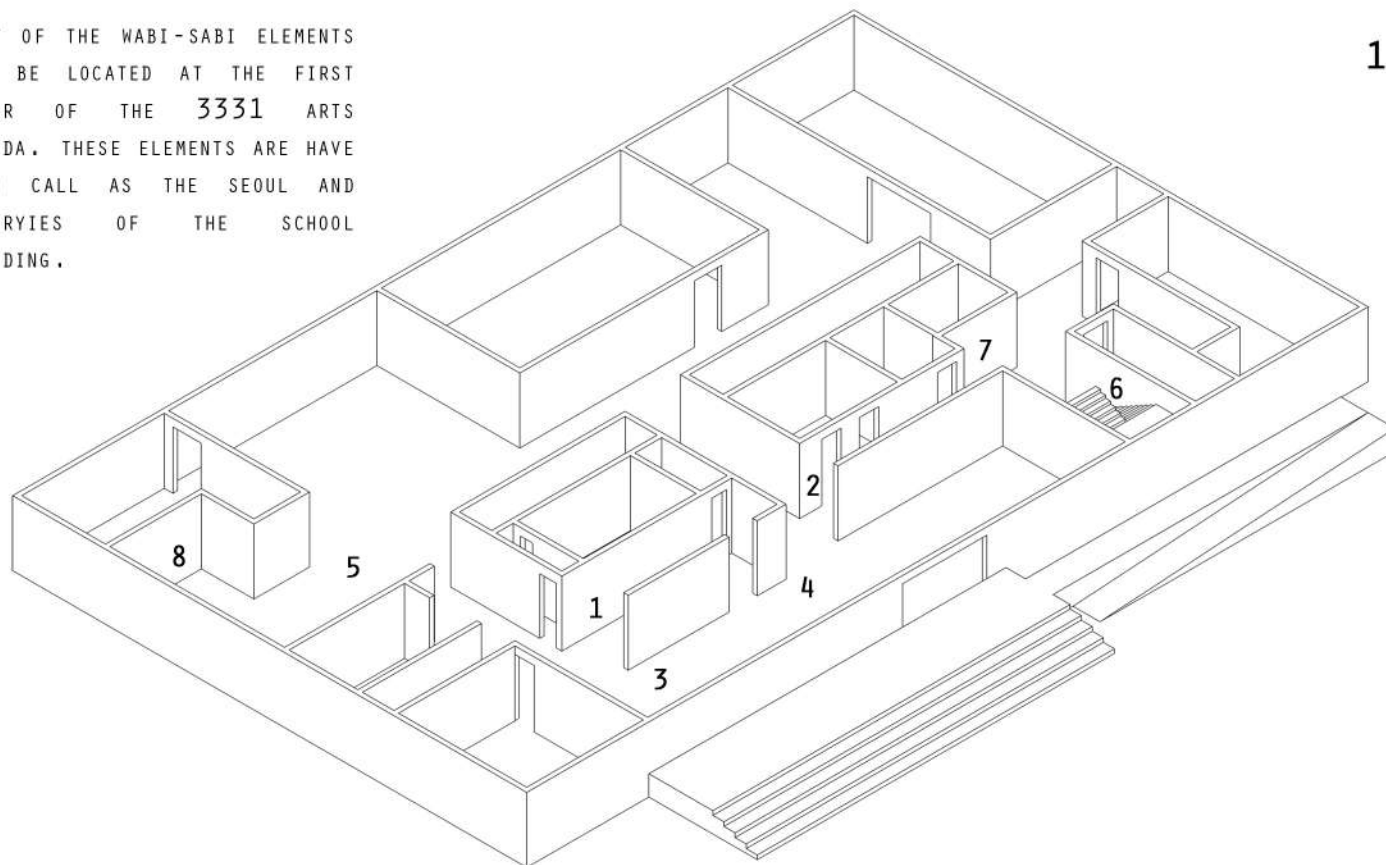 OF THE WABI-SABI ELEMENTS
BE LOCATED AT THE FIRST
R OF THE 3331 ARTS
DA. THESE ELEMENTS ARE HAVE
CALL AS THE SEOUL AND
RYIES OF THE SCHOOL
DING.
1
7
6
2
8
5
1
4
3